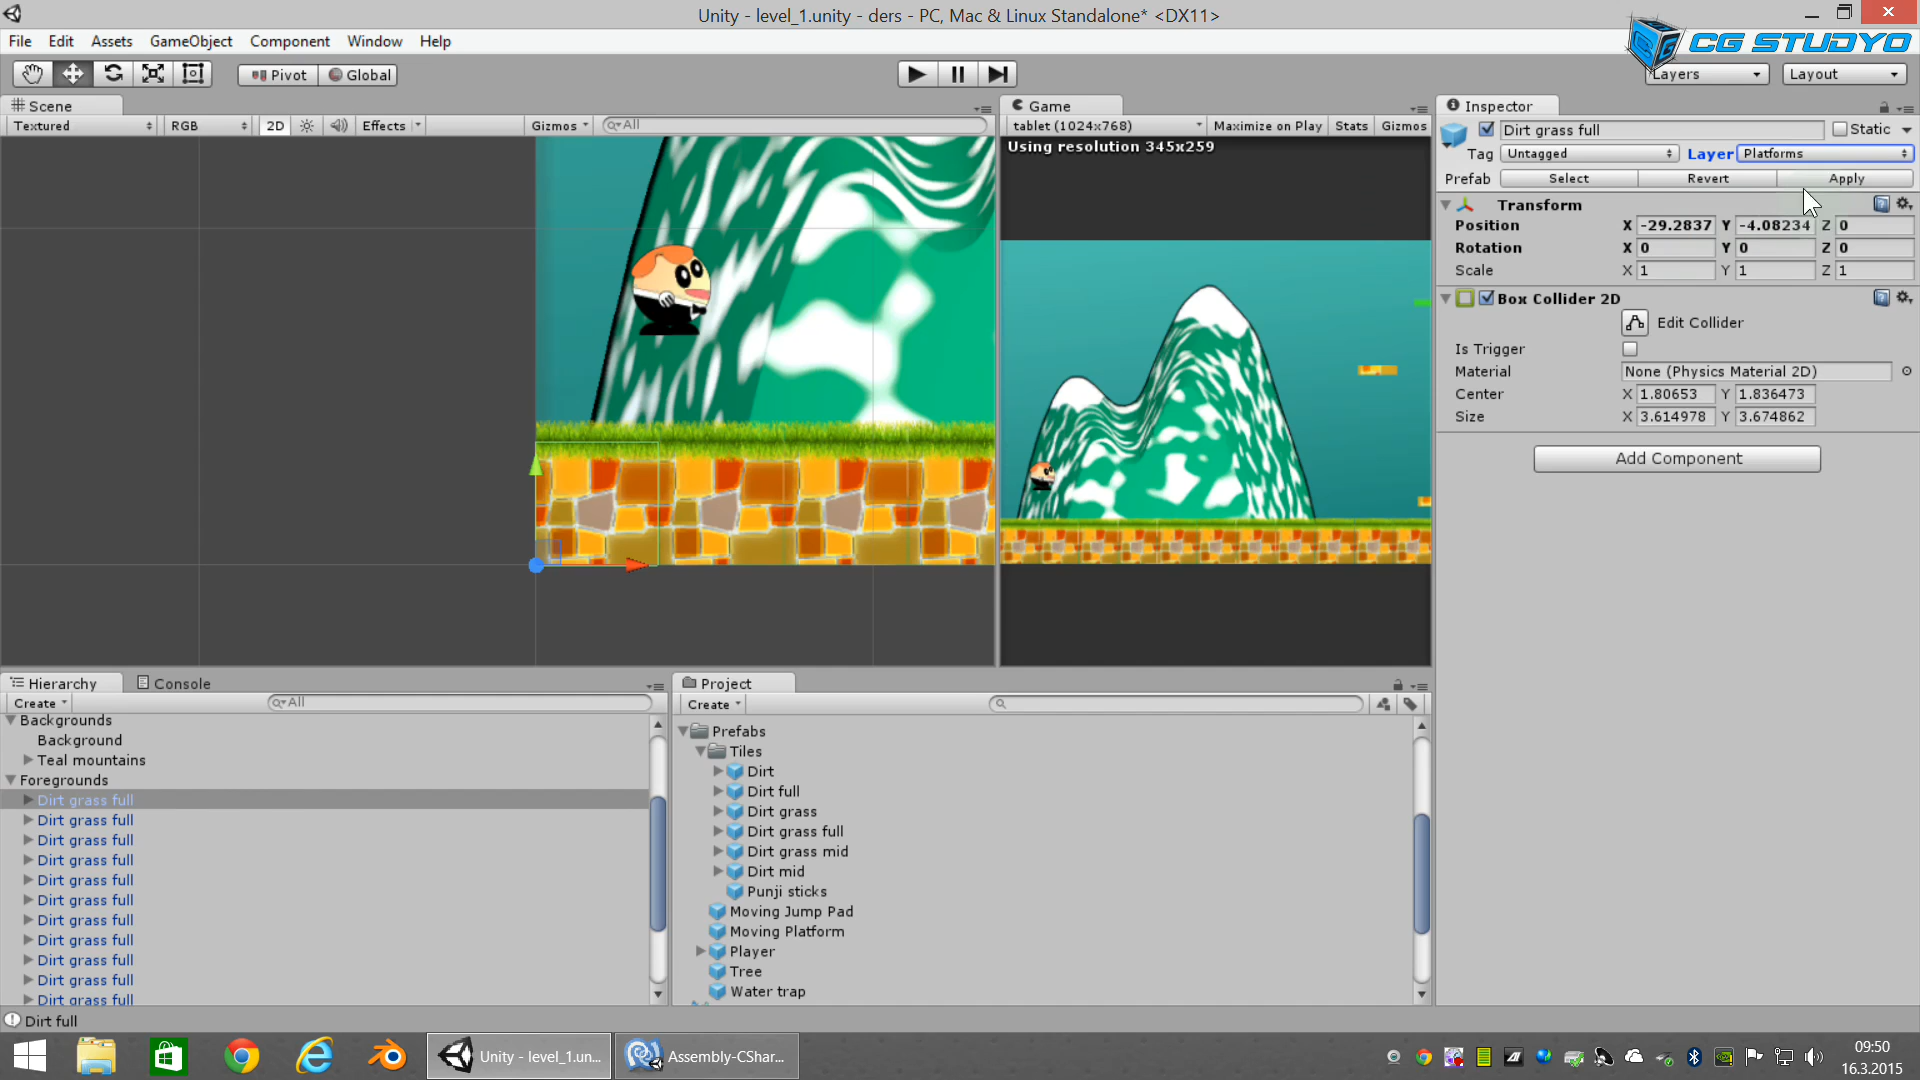 Unity - level_1.unity - ders - PC, Mac & Linux Standalone* <DX11>
File Edit Assets GameObject Component Window Help
CG STUDYO
Pivot Global
Layers Layout
Scene
Textured RGB 2D Effects Gizmos All
Game
tablet (1024x768) Maximize on Play Stats Gizmos
Using resolution 345x259
Inspector
Dirt grass full Static
Tag Untagged Layer Platforms
Prefab Select Revert Apply
Transform
Position X -29.2837 Y -4.08234 Z 0
Rotation X 0 Y 0 Z 0
Scale X 1 Y 1 Z 1
Box Collider 2D
Edit Collider
Is Trigger
Material None (Physics Material 2D)
Center X 1.80653 Y 1.836473
Size X 3.614978 Y 3.674862
Add Component
Hierarchy Console
Create All
Backgrounds
Background
Teal mountains
Foregrounds
Dirt grass full
Dirt grass full
Dirt grass full
Dirt grass full
Dirt grass full
Dirt grass full
Dirt grass full
Dirt grass full
Dirt grass full
Dirt grass full
Dirt grass full
Project
Create
Prefabs
Tiles
Dirt
Dirt full
Dirt grass
Dirt grass full
Dirt grass mid
Dirt mid
Punji sticks
Moving Jump Pad
Moving Platform
Player
Tree
Water trap
Dirt full
Unity - level_1.un...
Assembly-CShar...
09:50
16.3.2015